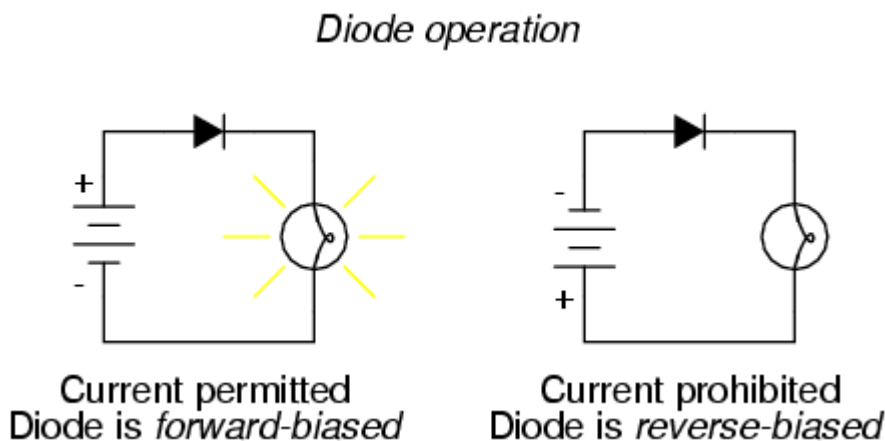 Diode operation
+
-
-
+
Current permitted
Diode is forward-biased
Current prohibited
Diode is reverse-biased